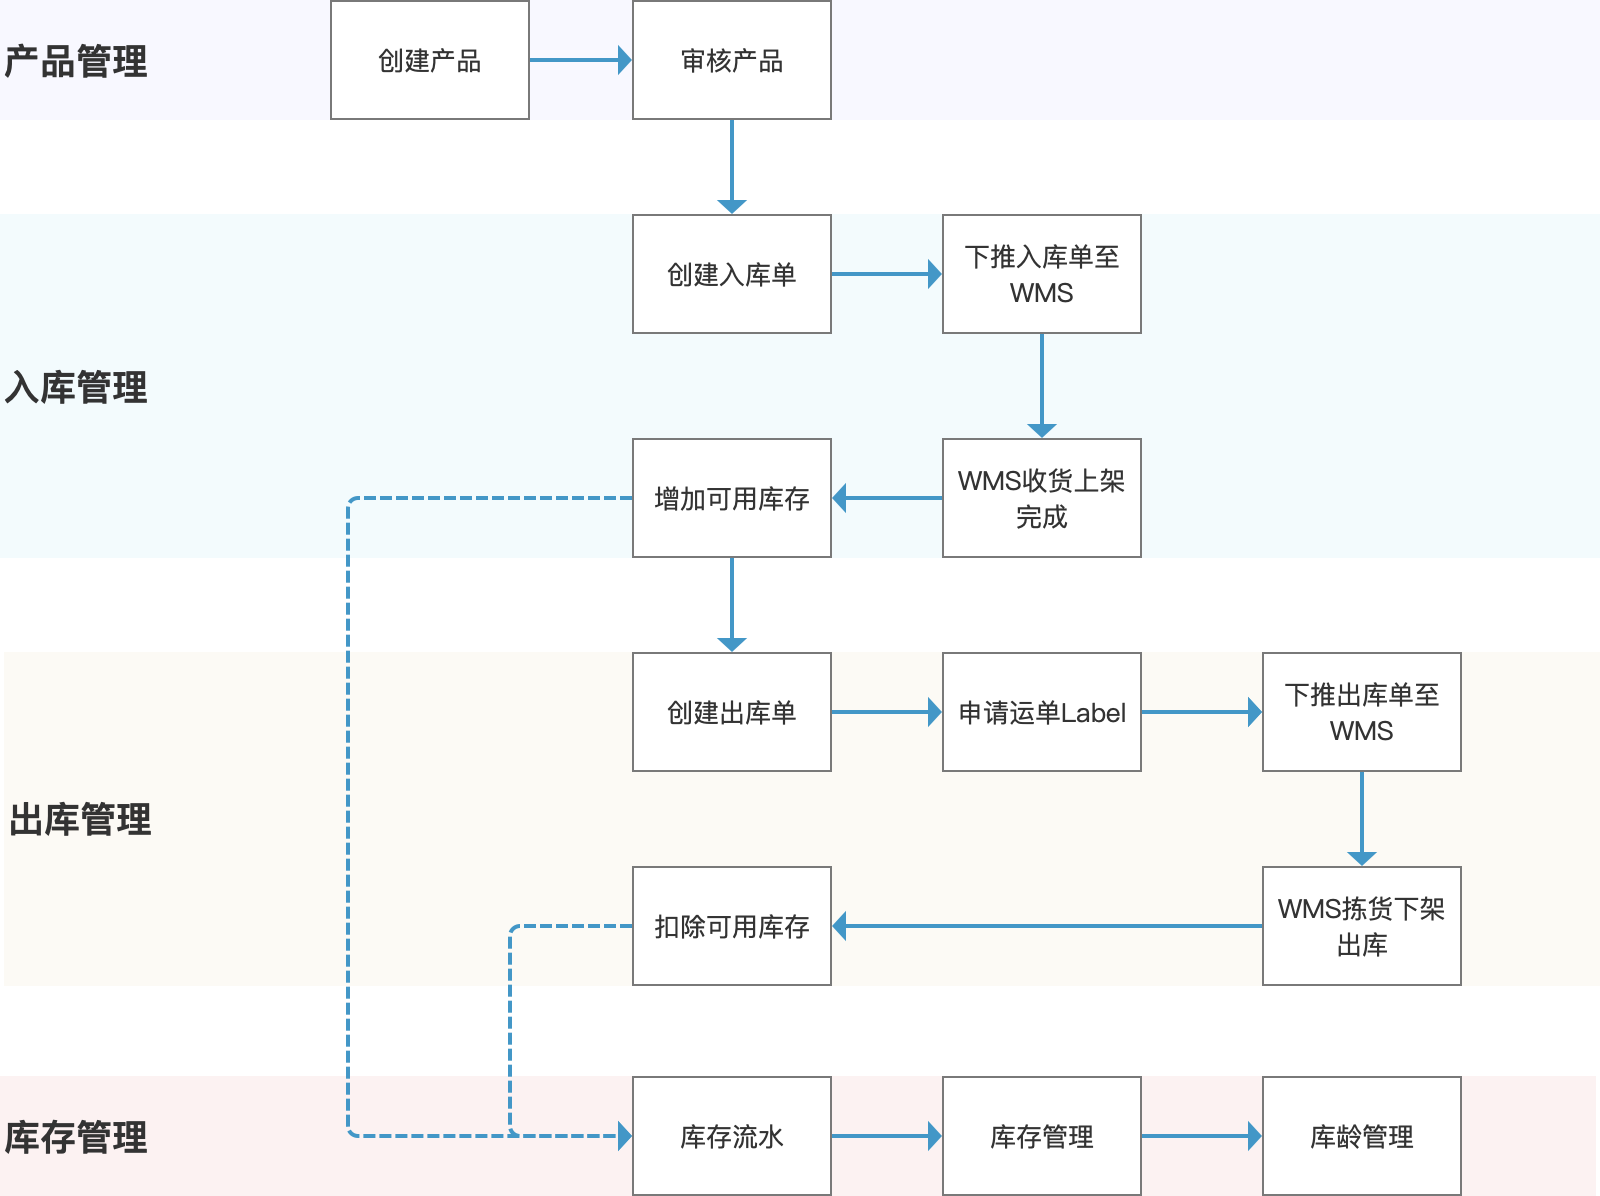 产品管理
创建产品
审核产品
入库管理
创建入库单
下推入库单至
WMS
增加可用库存
WMS收货上架
完成
出库管理
创建出库单
申请运单Label
下推出库单至
WMS
扣除可用库存
WMS拣货下架
出库
库存管理
库存流水
库存管理
库龄管理